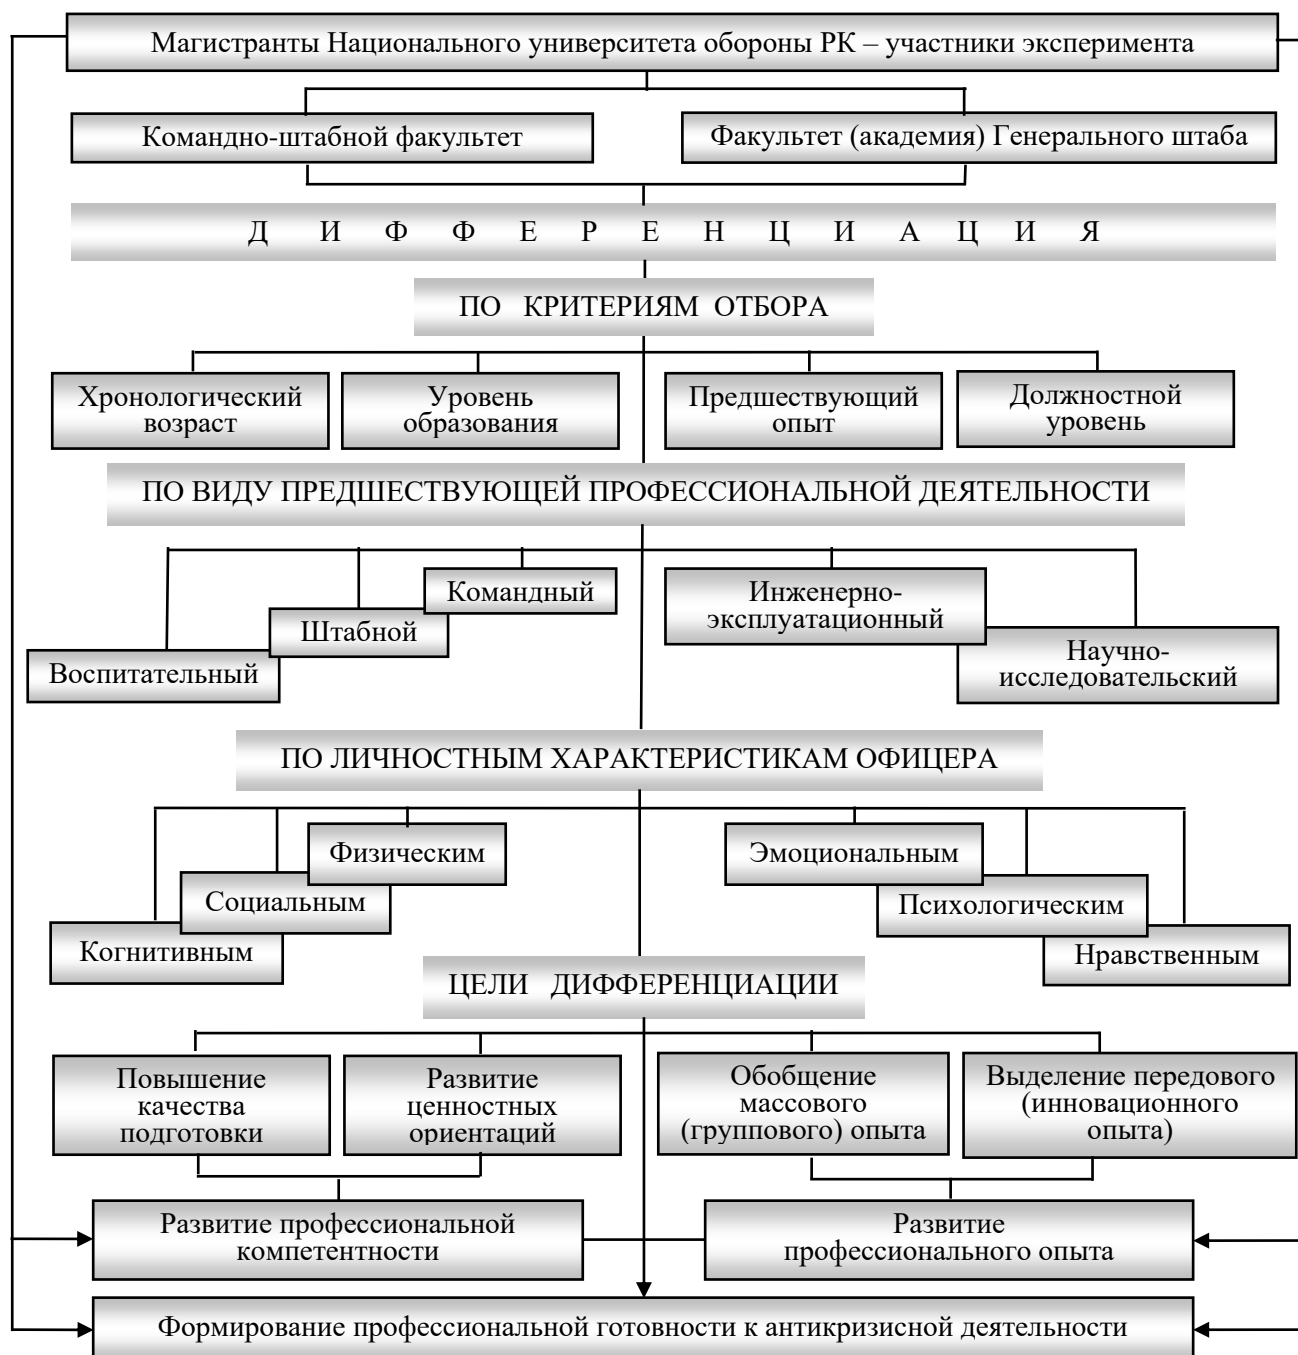 Магистранты Национального университета обороны РК – участники эксперимента
Командно-штабной факультет
Факультет (академия) Генерального штаба
Д И Ф Ф Е Р Е Н Ц И А Ц И Я
ПО КРИТЕРИЯМ ОТБОРА
Хронологический
возраст
Уровень
образования
Предшествующий
опыт
Должностной
уровень
ПО ВИДУ ПРЕДШЕСТВУЮЩЕЙ ПРОФЕССИОНАЛЬНОЙ ДЕЯТЕЛЬНОСТИ
Воспитательный
Штабной
Командный
Инженерно-
эксплуатационный
Научно-
исследовательский
ПО ЛИЧНОСТНЫМ ХАРАКТЕРИСТИКАМ ОФИЦЕРА
Когнитивным
Социальным
Физическим
Эмоциональным
Психологическим
Нравственным
ЦЕЛИ ДИФФЕРЕНЦИАЦИИ
Повышение
качества
подготовки
Развитие
ценностных
ориентаций
Обобщение
массового
(группового) опыта
Выделение передового
(инновационного
опыта)
Развитие профессиональной
компетентности
Развитие
профессионального опыта
Формирование профессиональной готовности к антикризисной деятельности